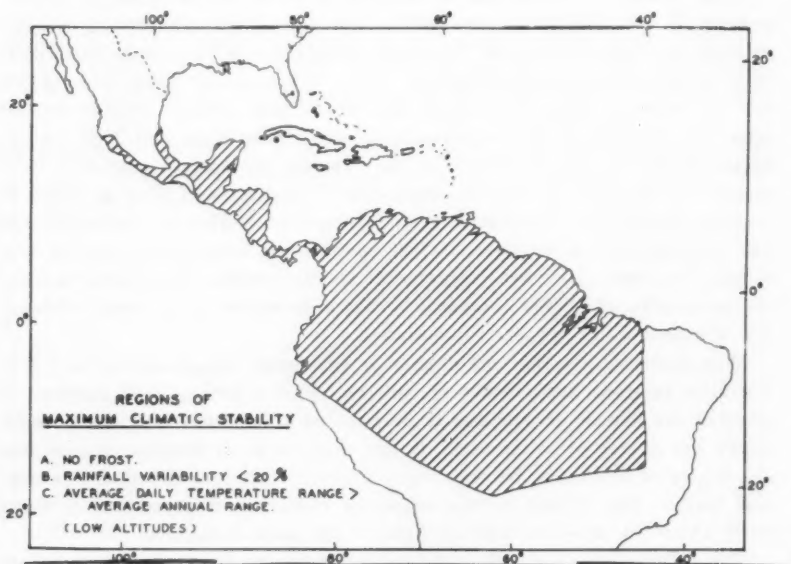 100° 80° 60° 40°
20°
20°
0°
0°
REGIONS OF
MAXIMUM CLIMATIC STABILITY
A. NO FROST.
B. RAINFALL VARIABILITY < 20 %
C. AVERAGE DAILY TEMPERATURE RANGE >
AVERAGE ANNUAL RANGE.
(LOW ALTITUDES)
20°
20°
100° 80° 60° 40°